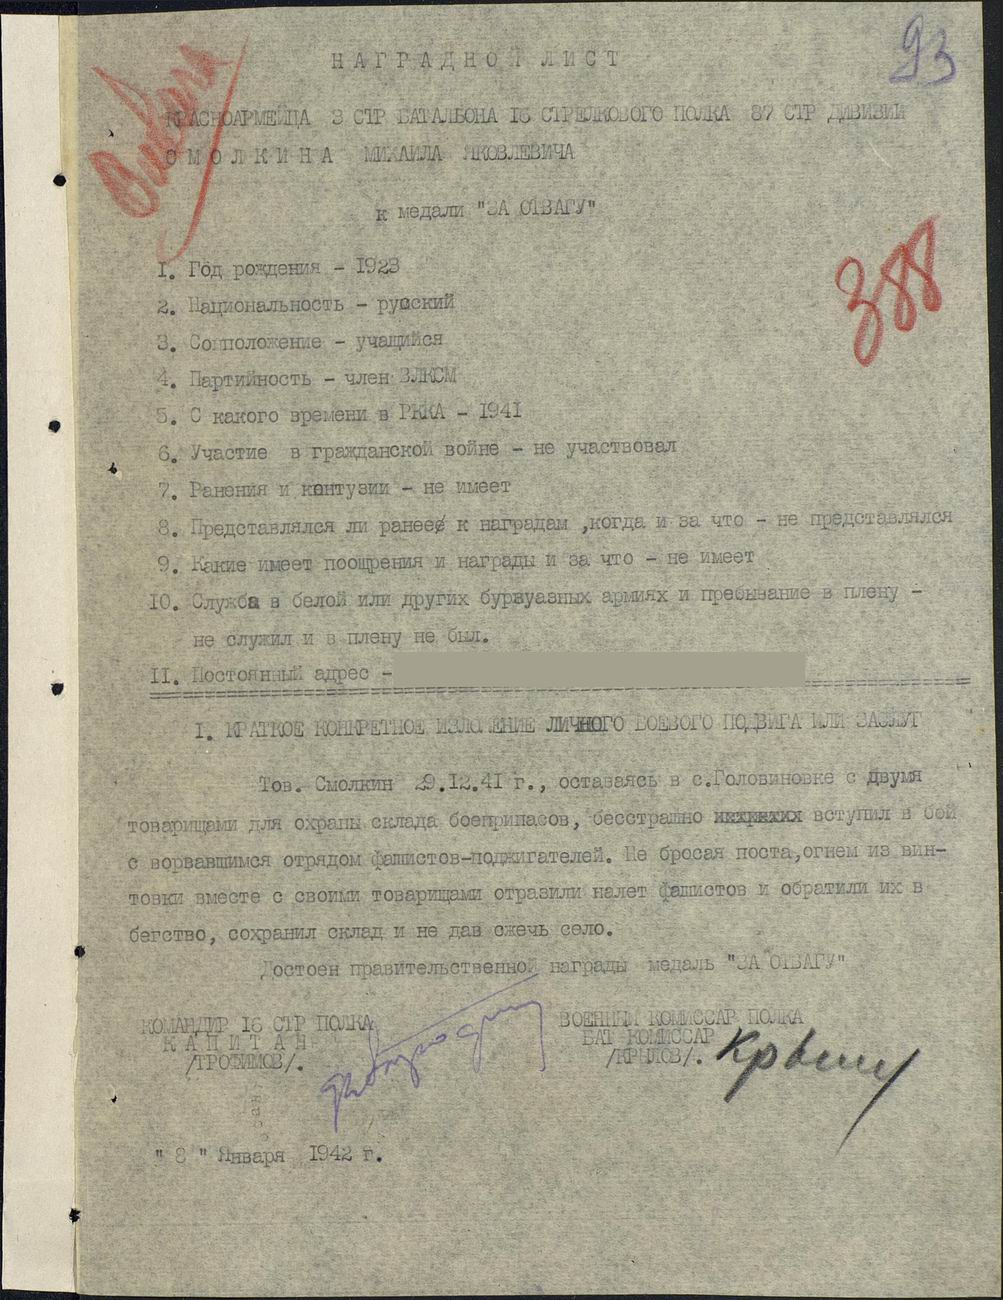 93
НАГРАДНОЙ ЛИСТ
КРАСНОАРМЕЙЦА 3 СТР БАТАЛЬОНА 16 СТРЕЛКОВОГО ПОЛКА 87 СТР ДИВИЗИИ
СМОЛКИНА МИХАИЛА ЯКОВЛЕВИЧА
к медали "ЗА ОТВАГУ"
388
I. Год рождения - 1923
2. Национальность - русский
3. Соцположение - учащийся
4. Партийность - член ВЛКСМ
5. С какого времени в РККА - 1941
6. Участие в гражданской войне - не участвовал
7. Ранения и контузии - не имеет
8. Представлялся ли ранее к наградам ,когда и за что - не представлялся
9. Какие имеет поощрения и награды и за что - не имеет
I0. Служба в белой или других буржуазных армиях и пребывание в плену -
не служил и в плену не был.
II. Постоянный адрес -
I. КРАТКОЕ КОНКРЕТНОЕ ИЗЛОЖЕНИЕ ЛИЧНОГО БОЕВОГО ПОДВИГА ИЛИ ЗАСЛУГ
Тов. Смолкин 29.12.41 г., оставаясь в с.Головиновке с двумя
товарищами для охраны склада боеприпасов, бесстрашно вступил в бой
с ворвавшимся отрядом фашистов-поджигателей. Не бросая поста,огнем из вин-
товки вместе с своими товарищами отразили налет фашистов и обратили их в
бегство, сохранил склад и не дав сжечь село.
Достоен правительственной награды медаль "ЗА ОТВАГУ"
КОМАНДИР 16 СТР ПОЛКА
КАПИТАН
/ТРОФИМОВ/.
ВОЕННЫЙ КОМИССАР ПОЛКА
БАТ КОМИССАР
/КРЫЛОВ/.
" 8 " Января 1942 г.